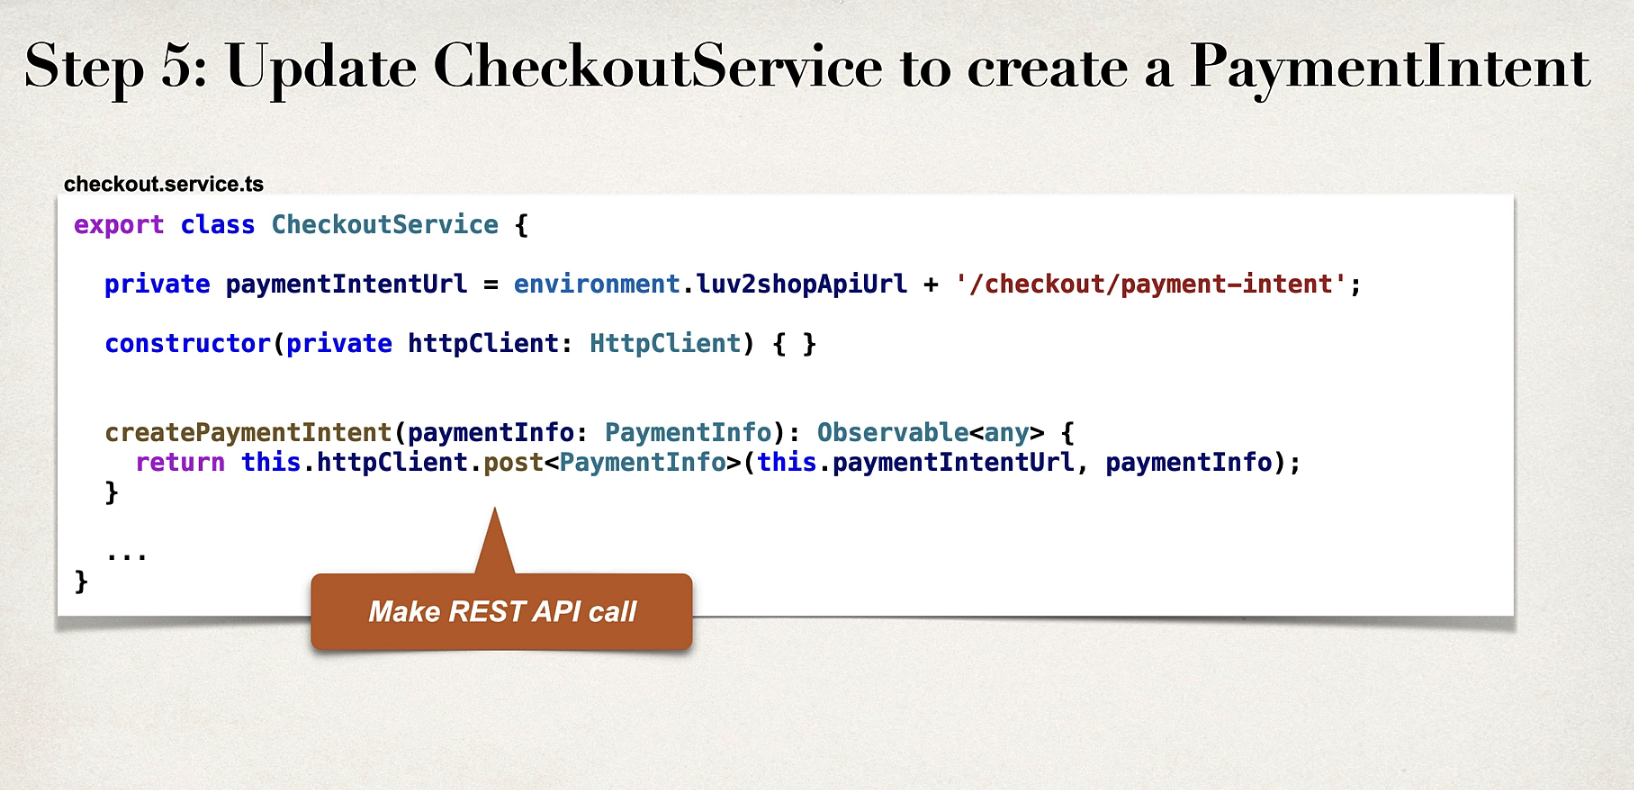 Step 5: Update CheckoutService to create a PaymentIntent
checkout.service.ts
export class CheckoutService {
private paymentIntentUrl = environment.luv2shopApiUrl + '/checkout/payment-intent';
constructor(private httpClient: HttpClient) { }
createPaymentIntent(paymentInfo: PaymentInfo): Observable<any> {
return this.httpClient.post<PaymentInfo>(this.paymentIntentUrl, paymentInfo);
}
...
}
Make REST API call